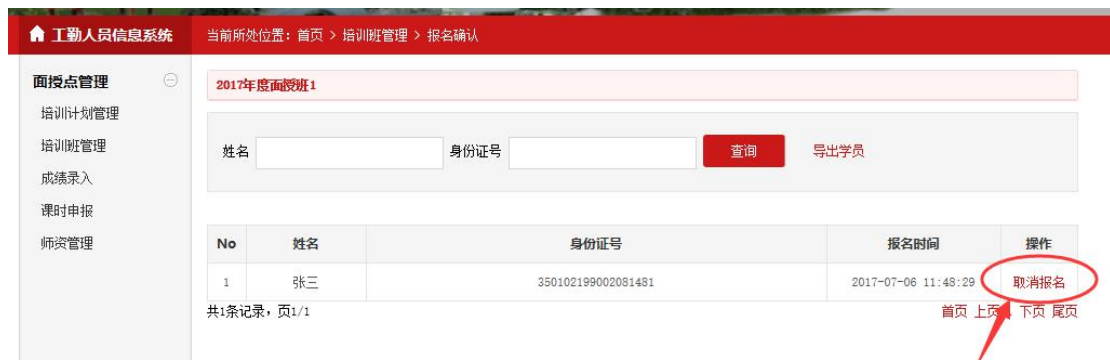 工勤人员信息系统
当前所处位置：首页 > 培训班管理 > 报名确认
面授点管理
培训计划管理
培训班管理
成绩录入
课时申报
师资管理
2017年度面授班1
姓名 身份证号 查询 导出学员
No 姓名 身份证号 报名时间 操作
1 张三 350102199002081481 2017-07-06 11:48:29 取消报名
共1条记录，页1/1
首页 上页 下页 尾页